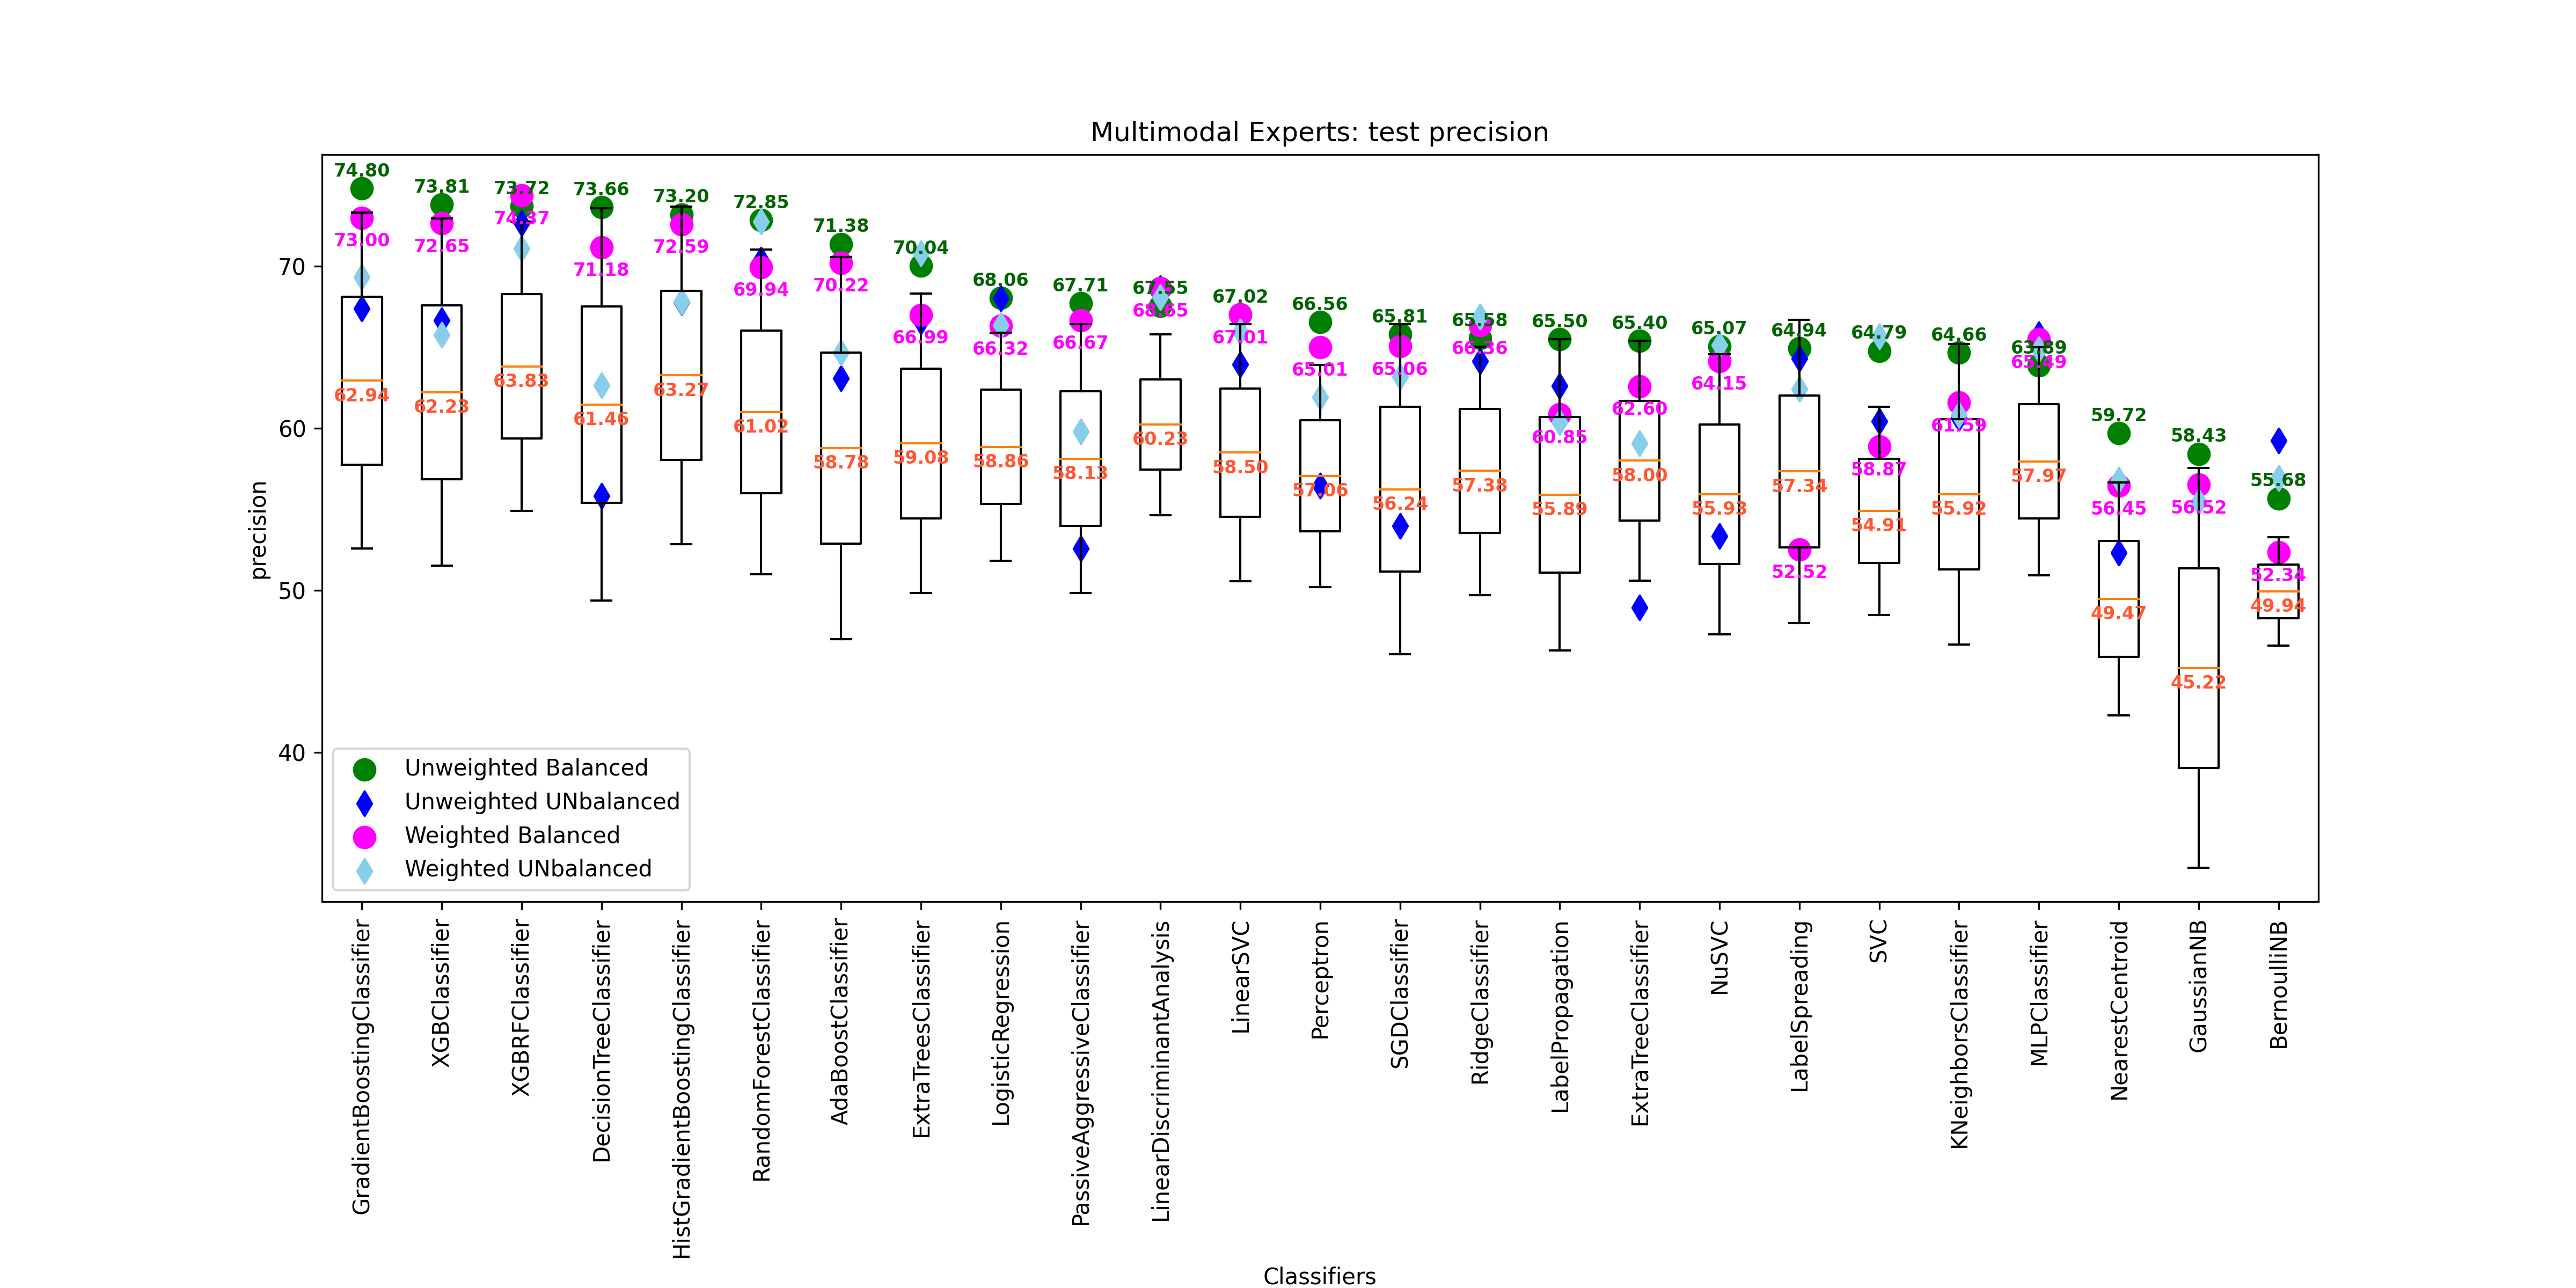 Multimodal Experts: test precision
74.80 73.81 73.72 73.66 73.20 72.85 71.38 70.04 68.06 67.71 67.55 67.02 66.56 65.81 65.58 65.50 65.40 65.07 64.94 64.79 64.66 63.89 59.72 58.43 55.68
73.00 72.65 74.37 71.18 72.59 69.94 70.22 66.99 66.32 66.67 68.65 67.01 65.01 65.06 66.36 60.85 62.60 64.15 52.52 58.87 61.59 65.49 56.45 56.52 52.34
62.94 62.23 63.83 61.46 63.27 61.02 58.78 59.08 58.86 58.13 60.23 58.50 57.06 56.24 57.38 55.89 58.00 55.93 57.34 54.91 55.92 57.97 49.47 45.22 49.94
precision
70
60
50
40
Unweighted Balanced
Unweighted UNbalanced
Weighted Balanced
Weighted UNbalanced
GradientBoostingClassifier
XGBClassifier
XGBRFClassifier
DecisionTreeClassifier
HistGradientBoostingClassifier
RandomForestClassifier
AdaBoostClassifier
ExtraTreesClassifier
LogisticRegression
PassiveAggressiveClassifier
LinearDiscriminantAnalysis
LinearSVC
Perceptron
SGDClassifier
RidgeClassifier
LabelPropagation
ExtraTreeClassifier
NuSVC
LabelSpreading
SVC
KNeighborsClassifier
MLPClassifier
NearestCentroid
GaussianNB
BernoulliNB
Classifiers